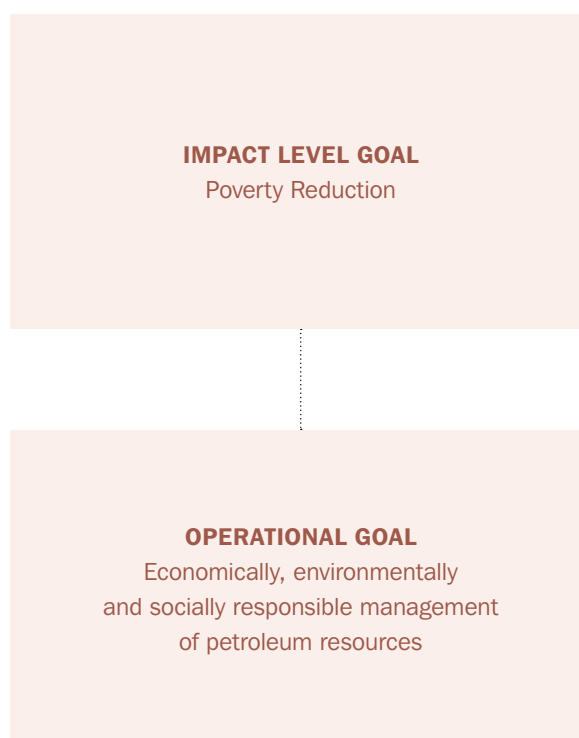 IMPACT LEVEL GOAL
Poverty Reduction
OPERATIONAL GOAL
Economically, environmentally
and socially responsible management
of petroleum resources